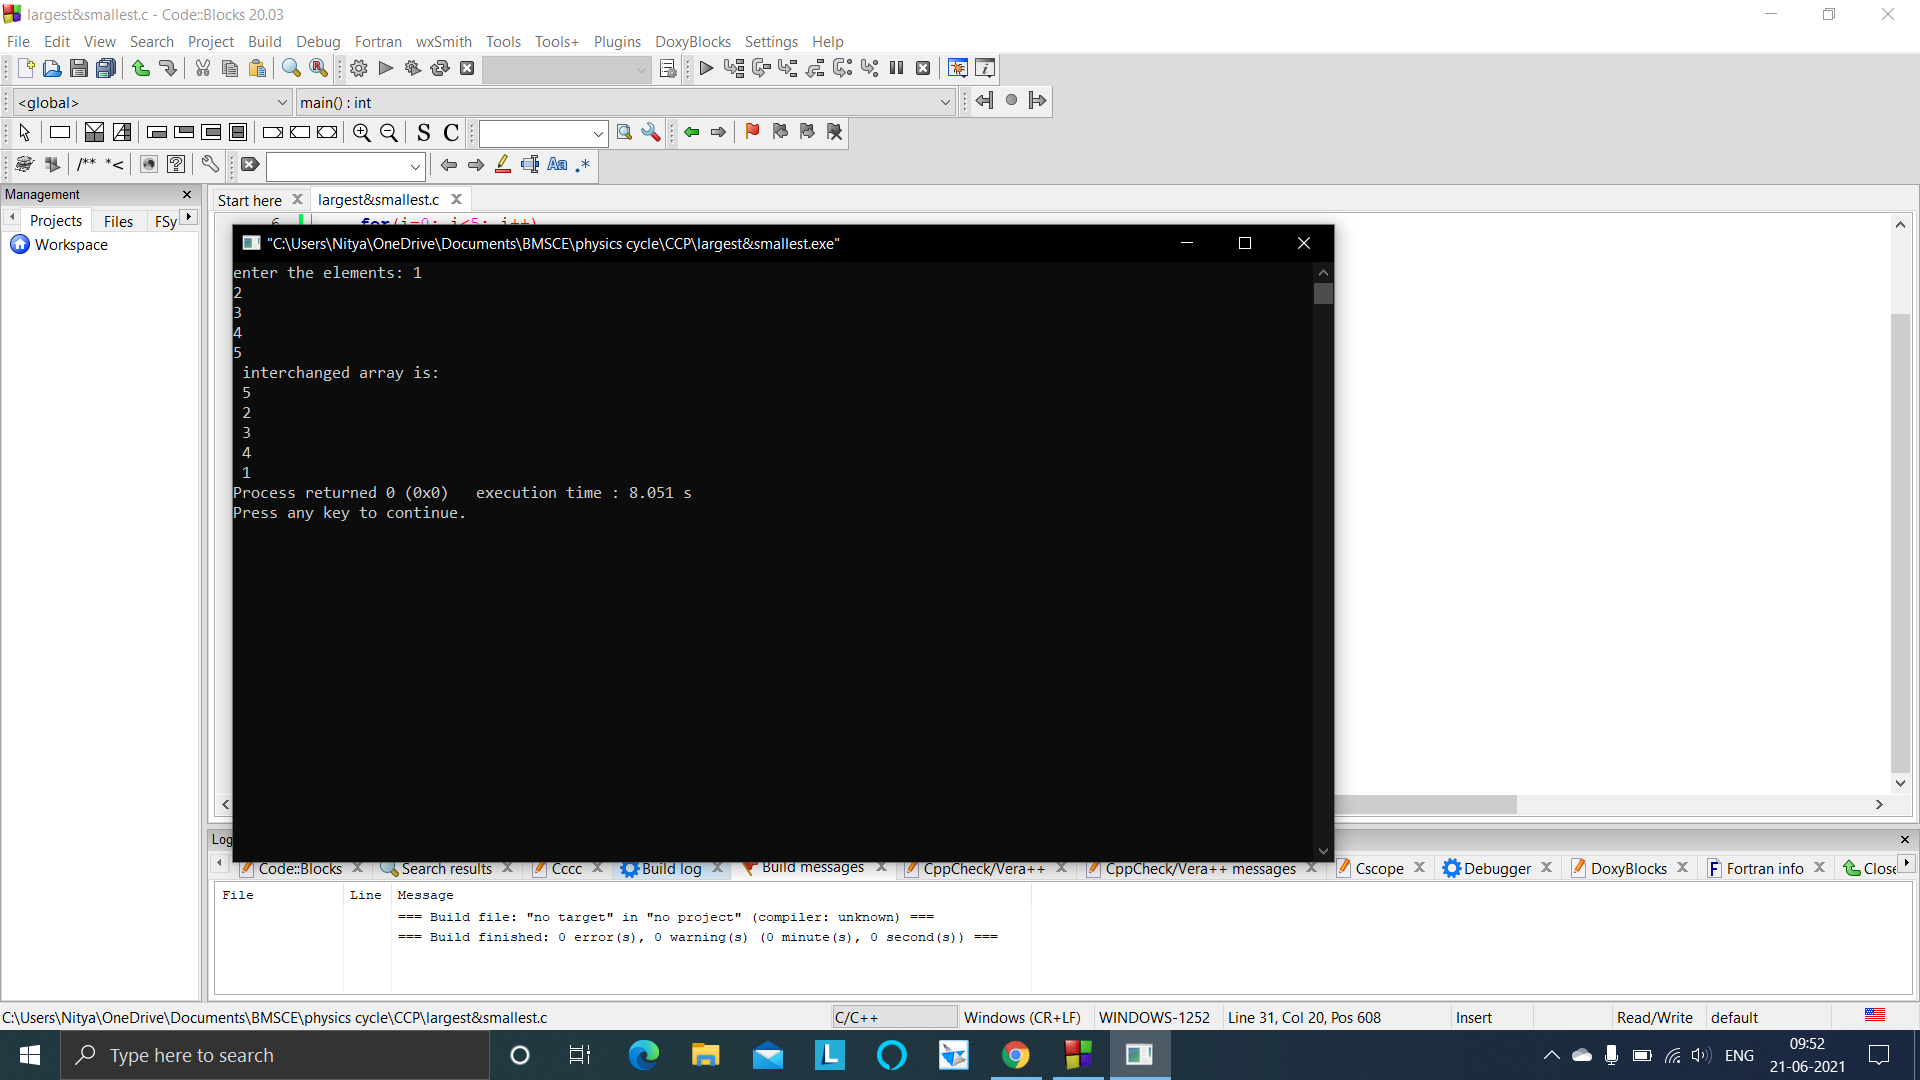 largest&smallest.c - Code::Blocks 20.03
File Edit View Search Project Build Debug Fortran wxSmith Tools Tools+ Plugins DoxyBlocks Settings Help
<global> main() : int
S C
/** *< Aa .*
Management
Start here largest&smallest.c
Projects Files FSy
6 for(i=0; i<5; i++)
Workspace
"C:\Users\Nitya\OneDrive\Documents\BMSCE\physics cycle\CCP\largest&smallest.exe"
enter the elements: 1
2
3
4
5
interchanged array is:
5
2
3
4
1
Process returned 0 (0x0) execution time : 8.051 s
Press any key to continue.
Log
Code::Blocks Search results Cccc Build log Build messages CppCheck/Vera++ CppCheck/Vera++ messages Cscope Debugger DoxyBlocks Fortran info Close
File Line Message
=== Build file: "no target" in "no project" (compiler: unknown) ===
=== Build finished: 0 error(s), 0 warning(s) (0 minute(s), 0 second(s)) ===
C:\Users\Nitya\OneDrive\Documents\BMSCE\physics cycle\CCP\largest&smallest.c C/C++ Windows (CR+LF) WINDOWS-1252 Line 31, Col 20, Pos 608 Insert Read/Write default
Type here to search L ENG 09:52
21-06-2021